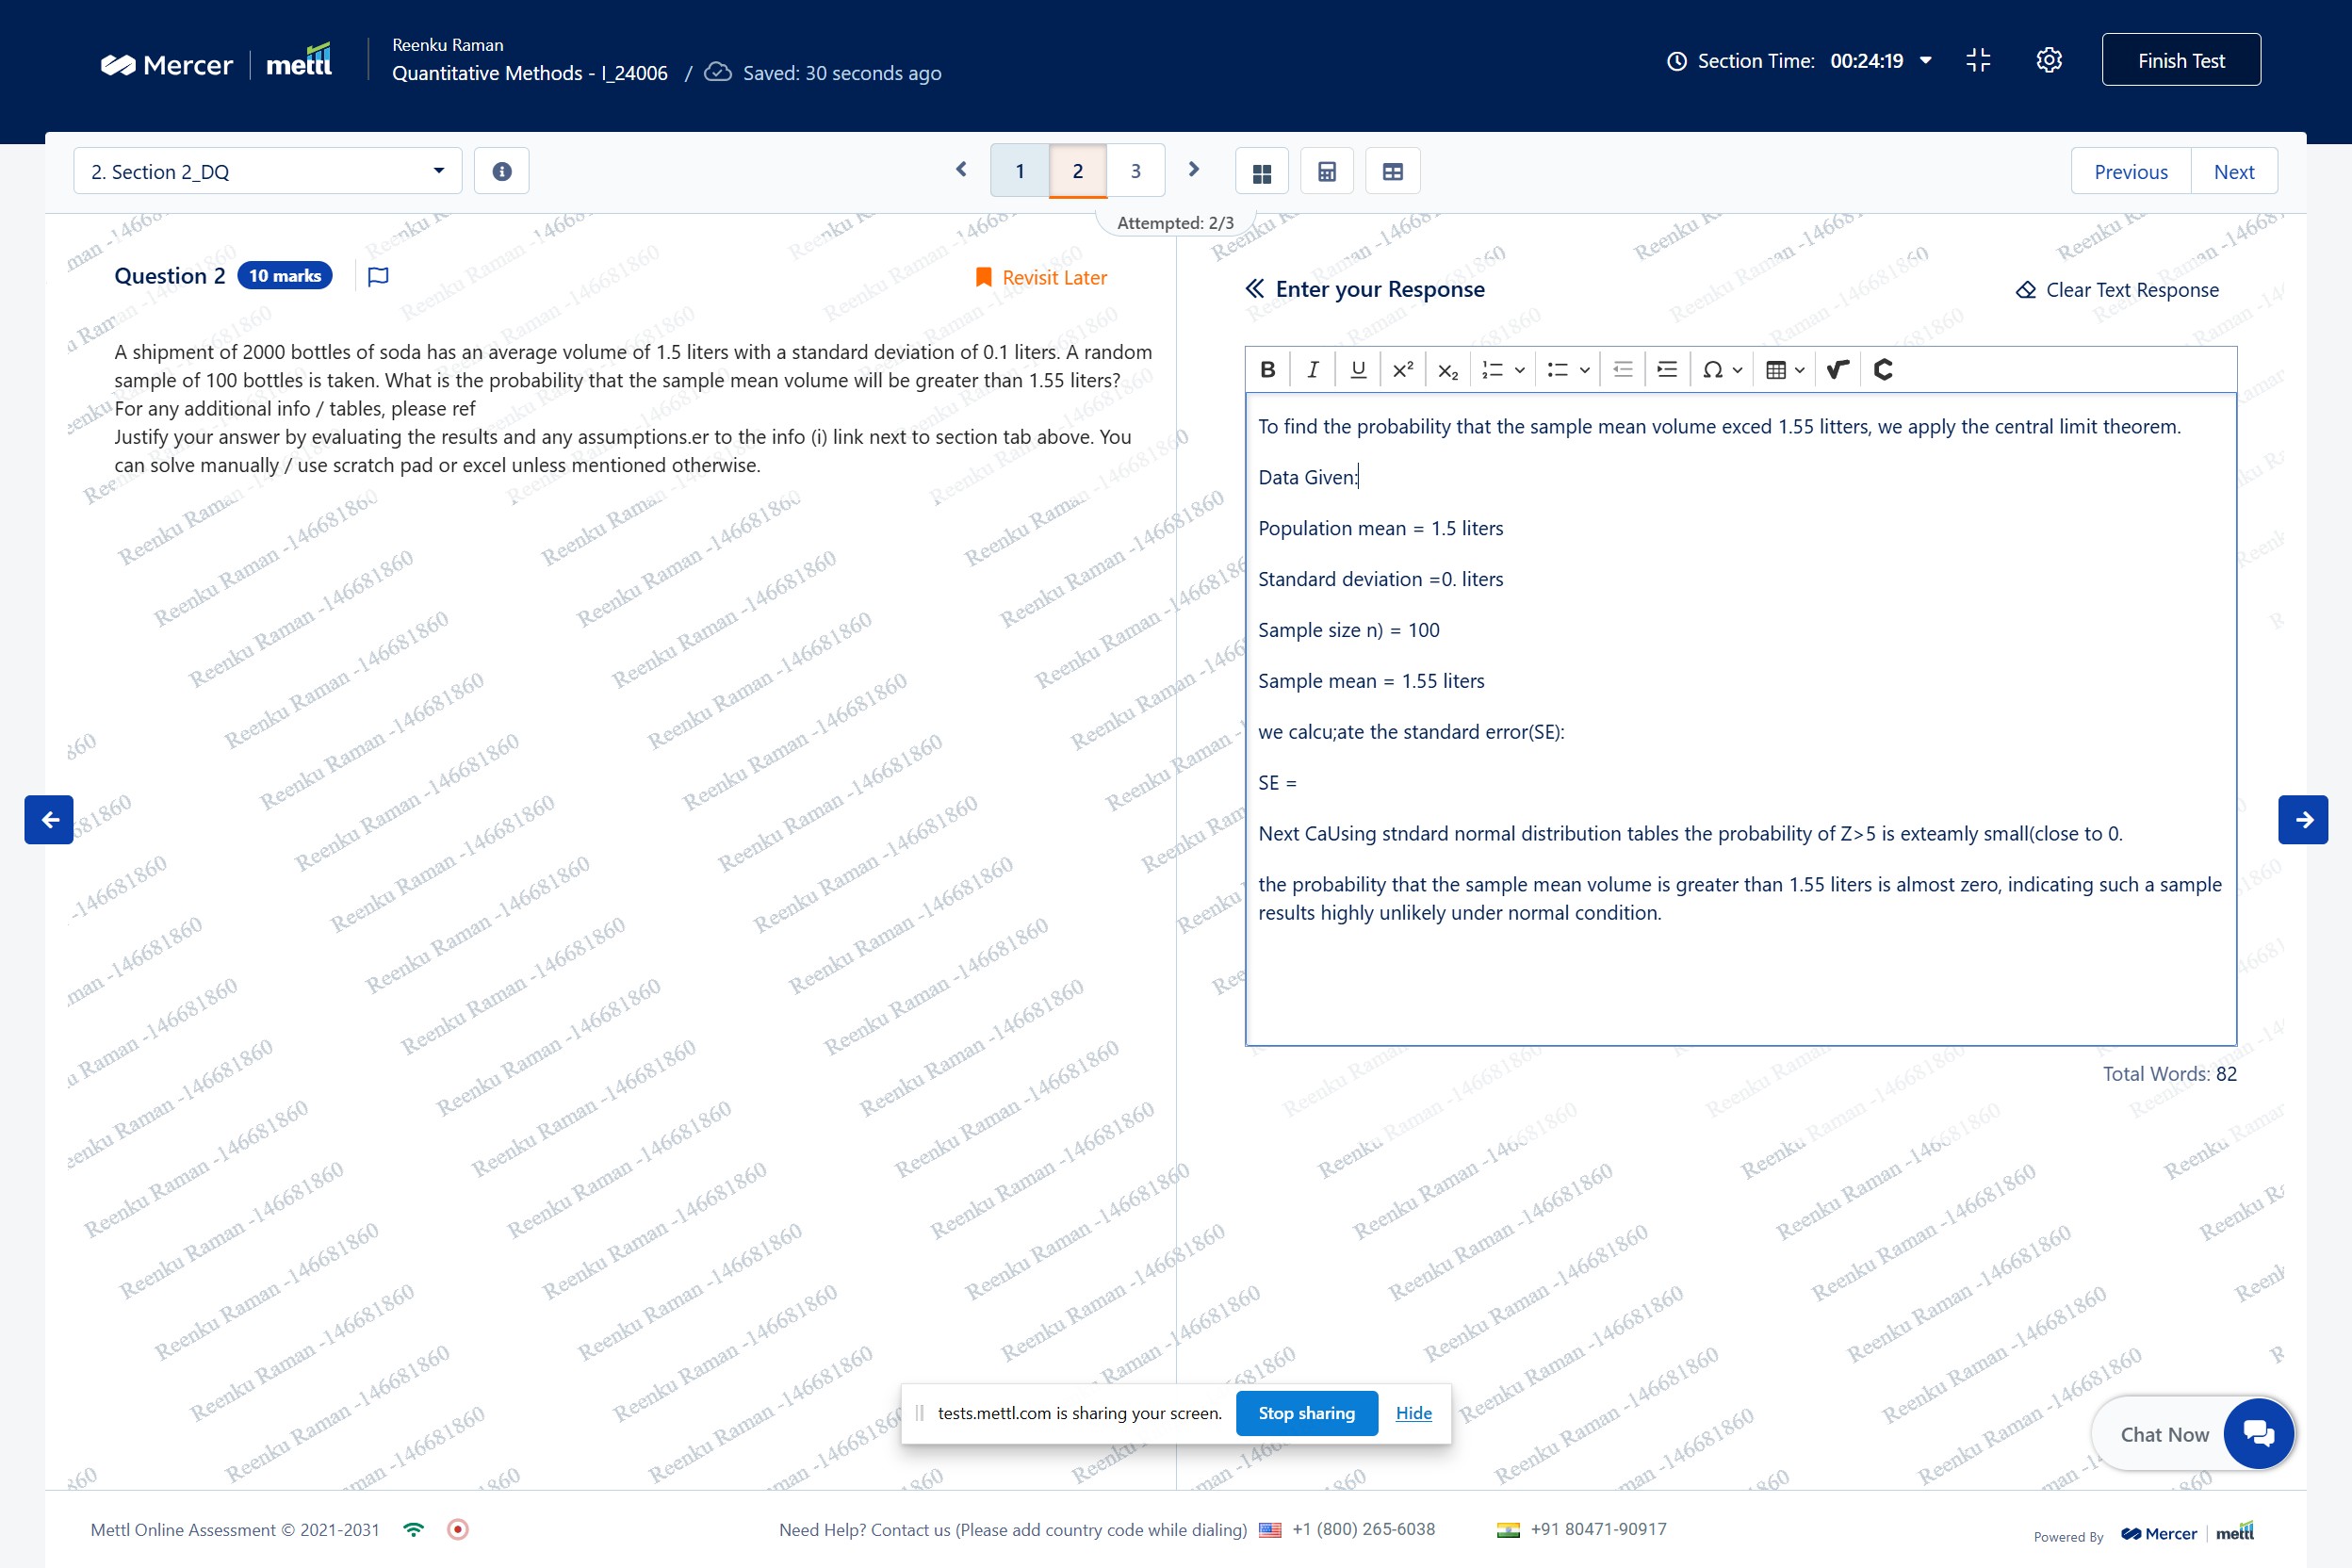 Mercer mettl
Reenku Raman
Quantitative Methods - I_24006 / Saved: 30 seconds ago
Section Time: 00:24:19
Finish Test
2. Section 2_DQ
1 2 3
Previous Next
Attempted: 2/3
Question 2 10 marks
Revisit Later
A shipment of 2000 bottles of soda has an average volume of 1.5 liters with a standard deviation of 0.1 liters. A random
sample of 100 bottles is taken. What is the probability that the sample mean volume will be greater than 1.55 liters?
For any additional info / tables, please ref
Justify your answer by evaluating the results and any assumptions.er to the info (i) link next to section tab above. You
can solve manually / use scratch pad or excel unless mentioned otherwise.
Enter your Response
Clear Text Response
B I U x² x₂ Ω
To find the probability that the sample mean volume exced 1.55 litters, we apply the central limit theorem.
Data Given:
Population mean = 1.5 liters
Standard deviation =0. liters
Sample size n) = 100
Sample mean = 1.55 liters
we calcu;ate the standard error(SE):
SE =
Next CaUsing stndard normal distribution tables the probability of Z>5 is exteamly small(close to 0.
the probability that the sample mean volume is greater than 1.55 liters is almost zero, indicating such a sample
results highly unlikely under normal condition.
Total Words: 82
Reenku Raman -146681860
tests.mettl.com is sharing your screen.
Stop sharing
Hide
Chat Now
Mettl Online Assessment © 2021-2031
Need Help? Contact us (Please add country code while dialing) +1 (800) 265-6038 +91 80471-90917
Powered By Mercer mettl